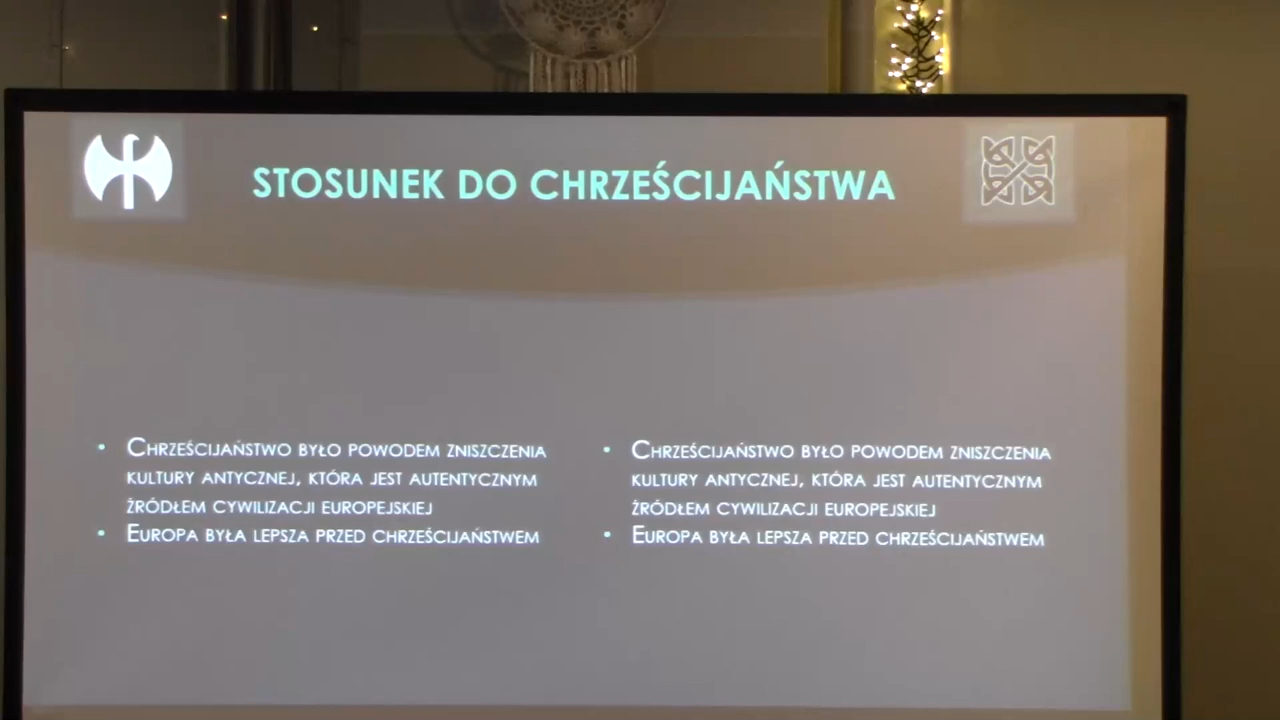 STOSUNEK DO CHRZEŚCIJAŃSTWA
• Chrześcijaństwo było powodem zniszczenia
kultury antycznej, która jest autentycznym
źródłem cywilizacji europejskiej
• Europa była lepsza przed chrześcijaństwem
• Chrześcijaństwo było powodem zniszczenia
kultury antycznej, która jest autentycznym
źródłem cywilizacji europejskiej
• Europa była lepsza przed chrześcijaństwem